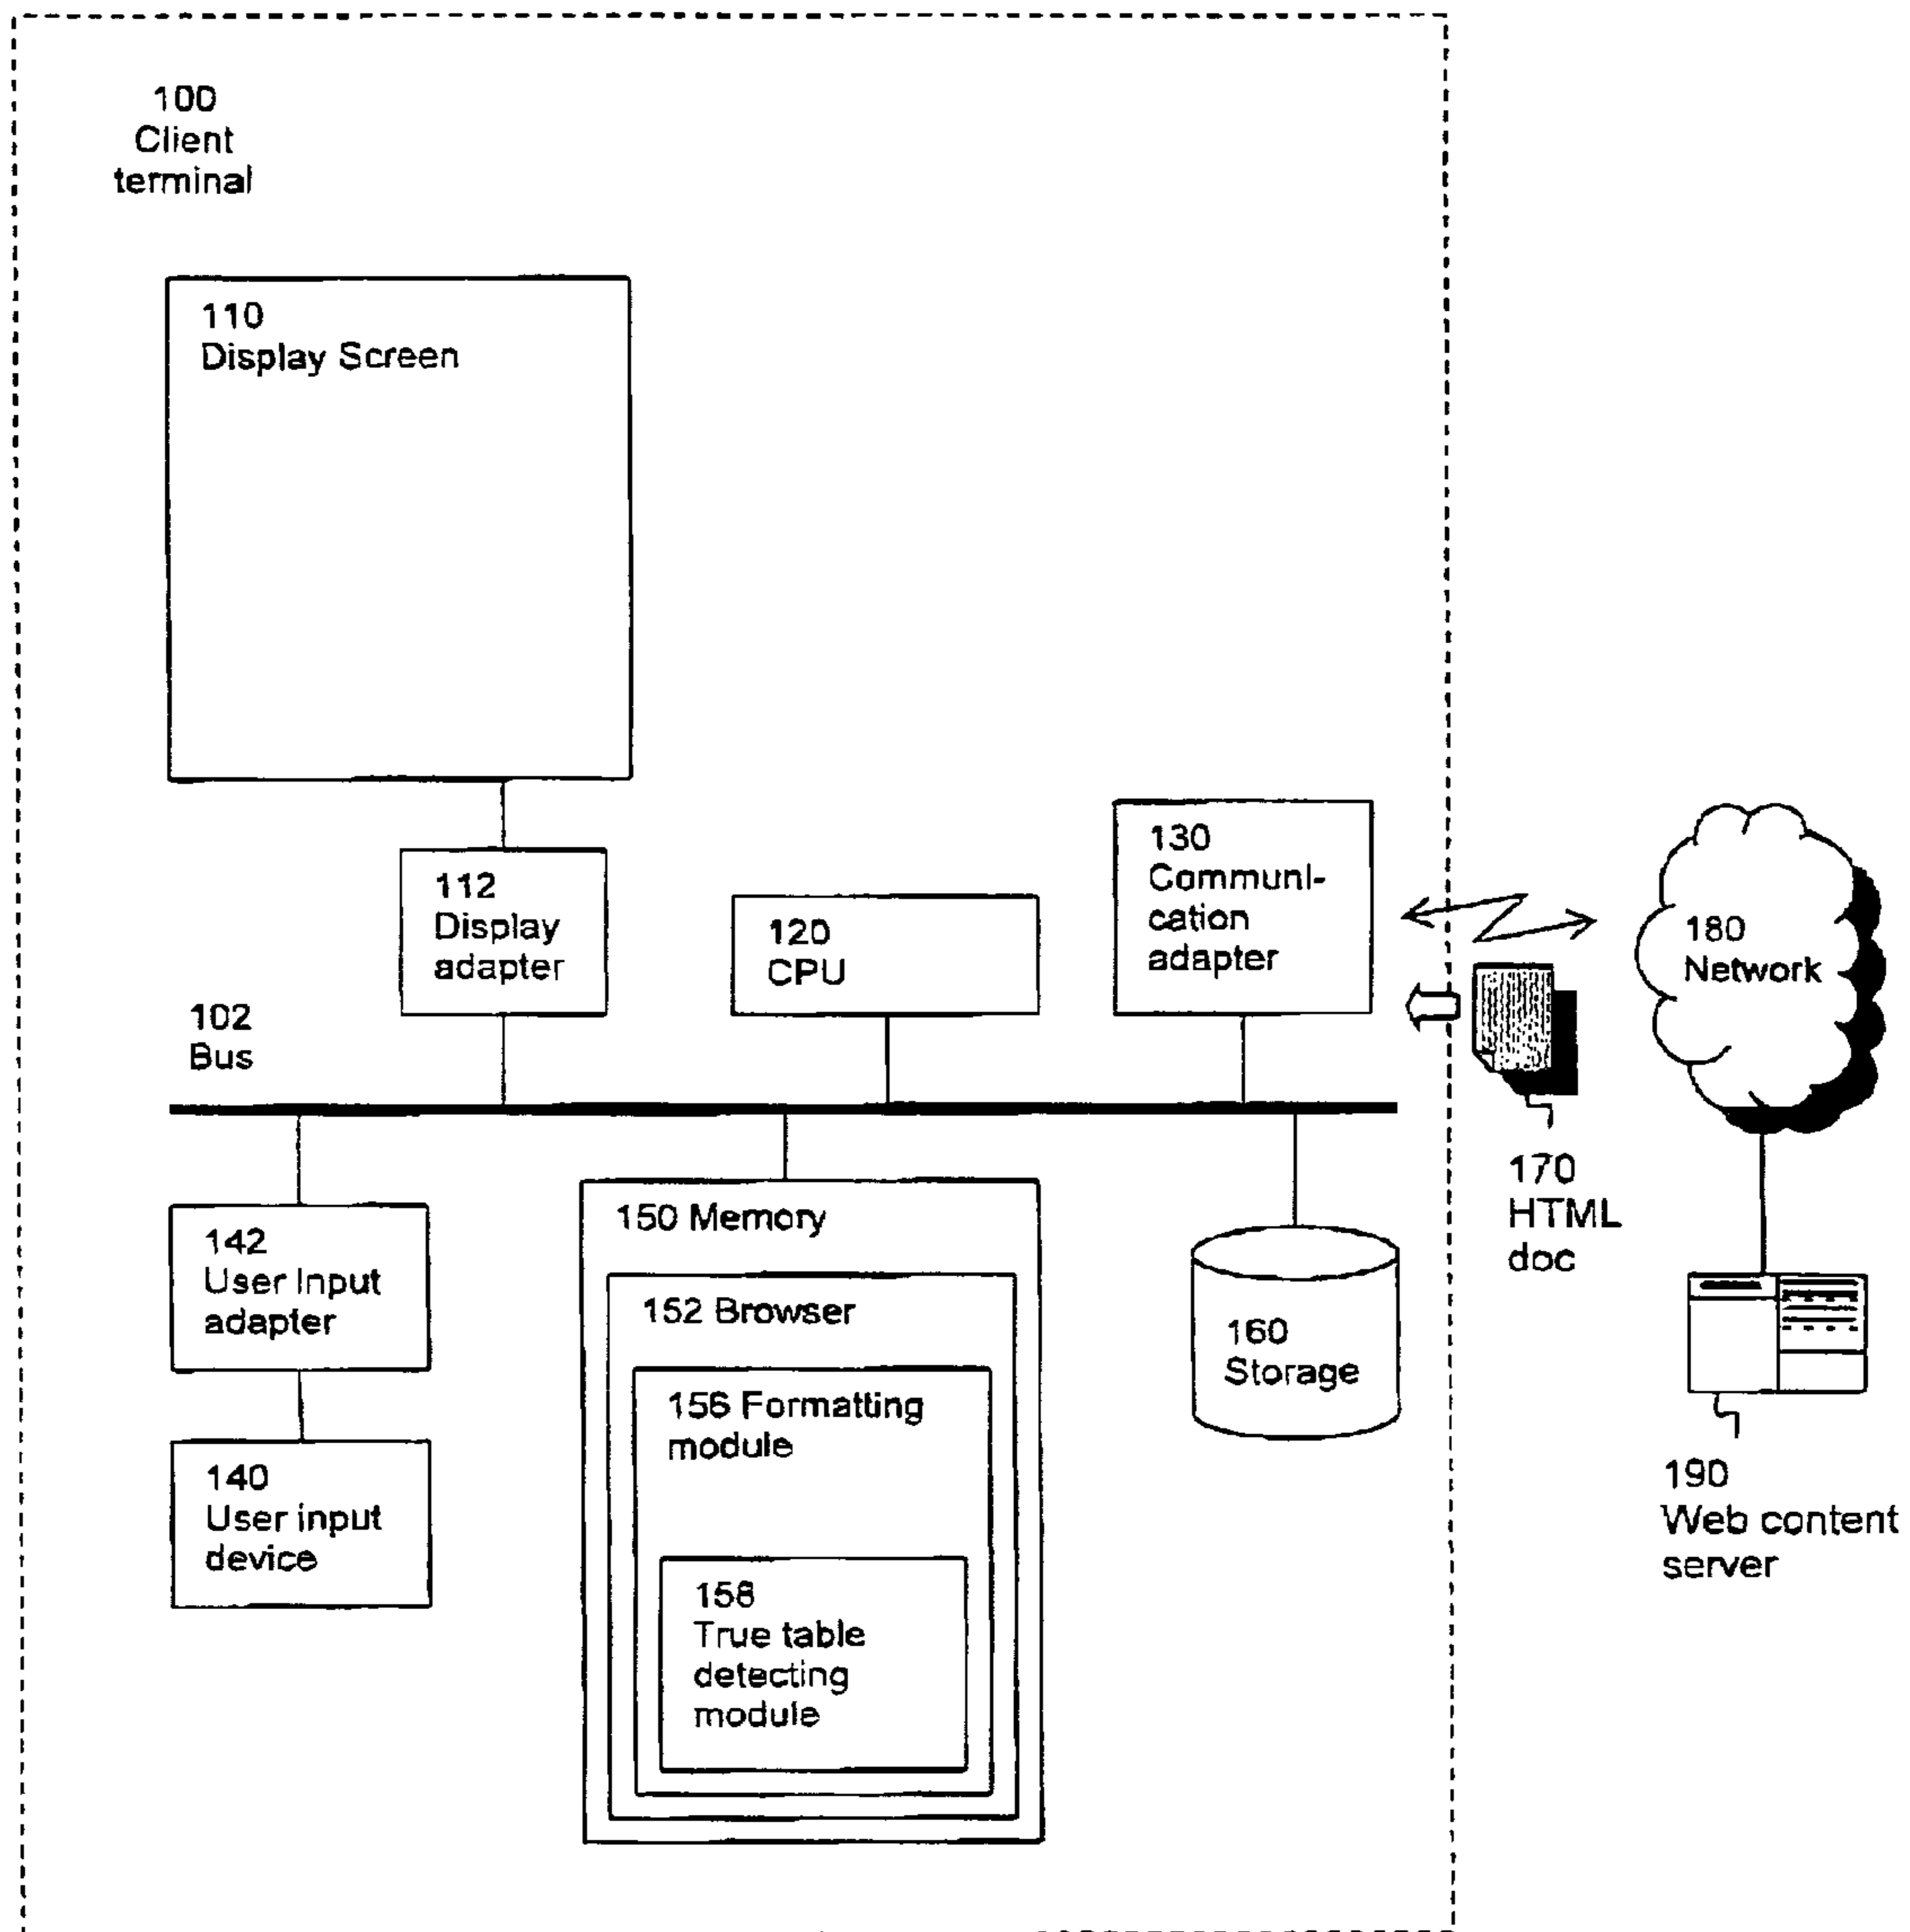 100
Client
terminal
110
Display Screen
112
Display
adapter
120
CPU
130
Communi-
cation
adapter
180
Network
102
Bus
170
HTML
doc
142
User Input
adapter
150 Memory
152 Browser
156 Formatting
module
158
True table
detecting
module
160
Storage
140
User input
device
190
Web content
server